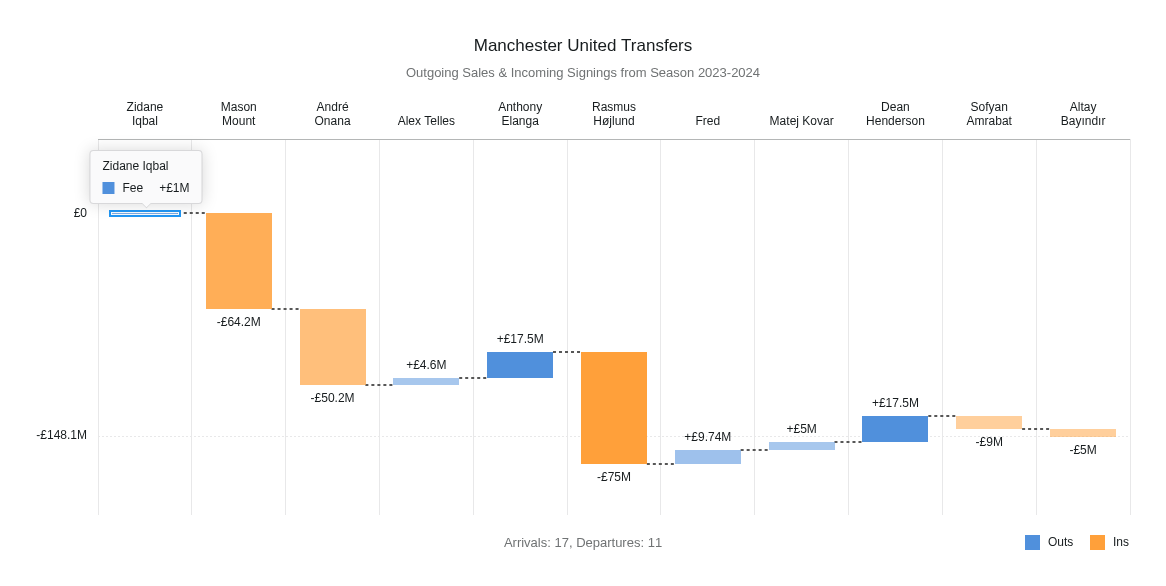 Manchester United Transfers
Outgoing Sales & Incoming Signings from Season 2023-2024
Zidane
Iqbal
Mason
Mount
André
Onana
Alex Telles
Anthony
Elanga
Rasmus
Højlund
Fred
Matej Kovar
Dean
Henderson
Sofyan
Amrabat
Altay
Bayındır
Zidane Iqbal
Fee +£1M
£0
-£64.2M
-£50.2M
+£4.6M
+£17.5M
-£75M
+£9.74M
+£5M
+£17.5M
-£9M
-£5M
-£148.1M
Arrivals: 17, Departures: 11
Outs
Ins